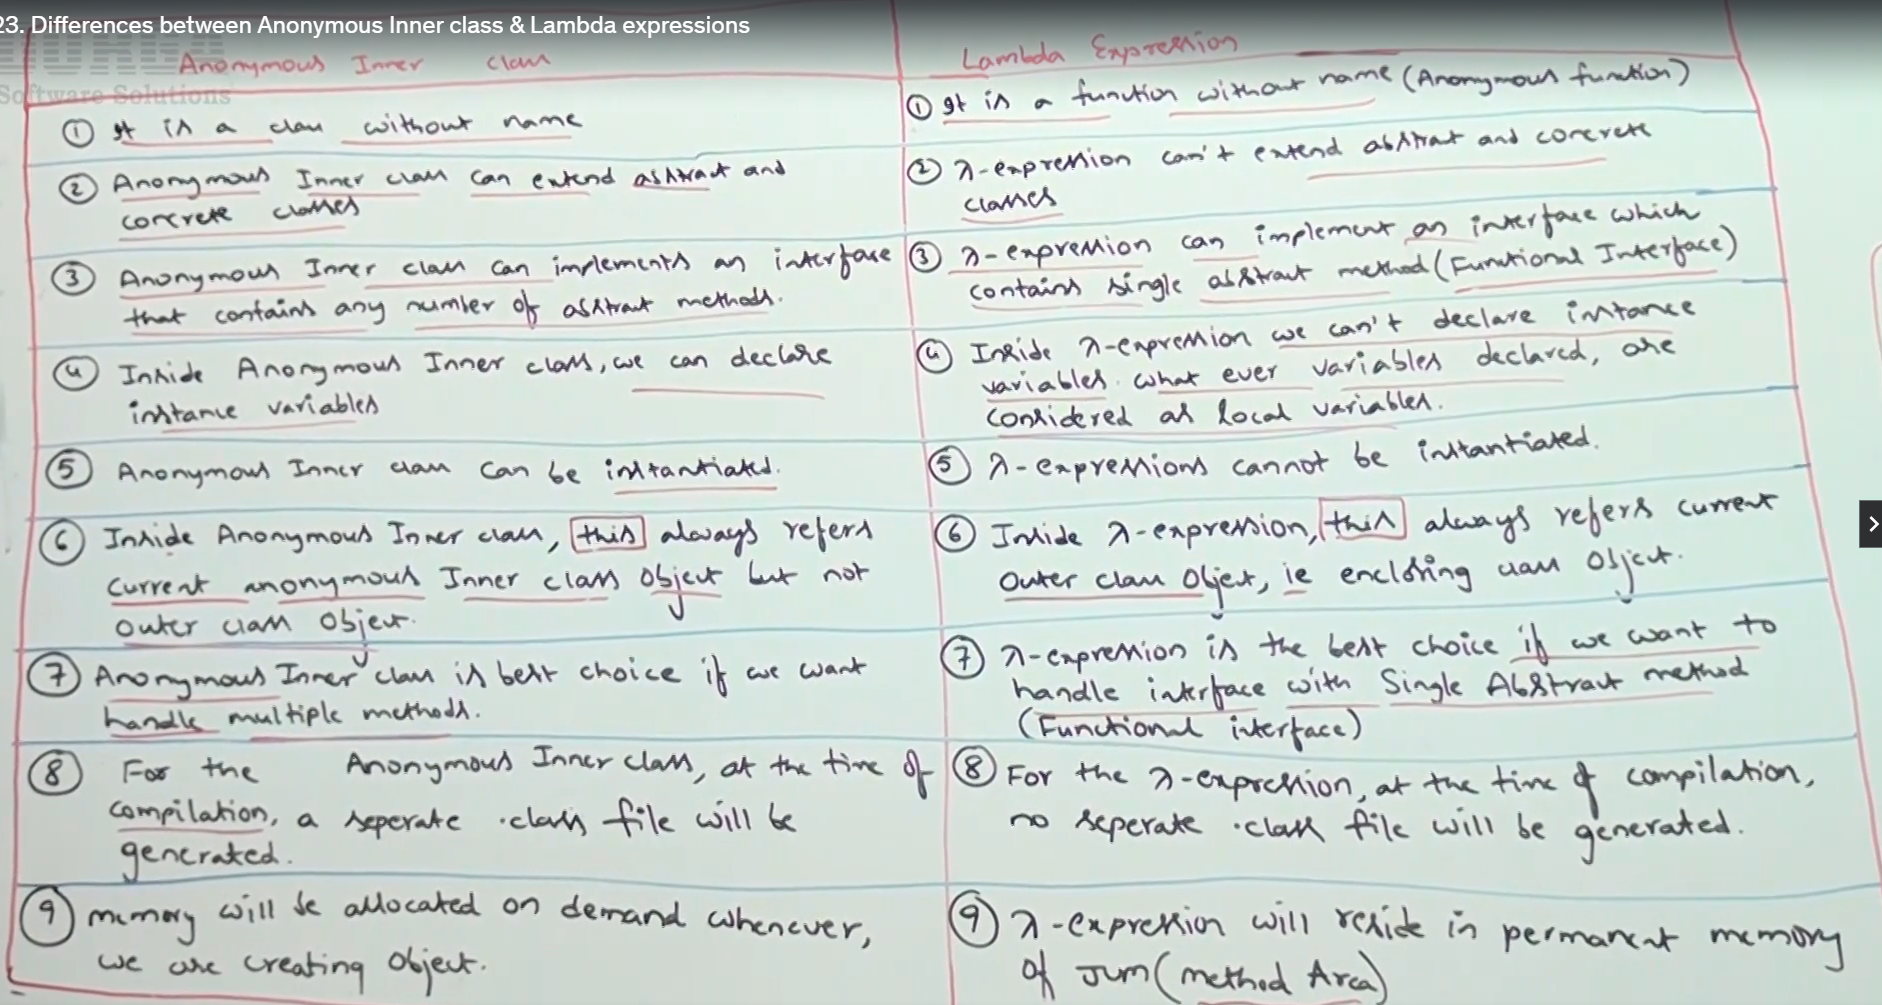 23. Differences between Anonymous Inner class & Lambda expressions
Software Solutions
Anonymous Inner class
① It is a class without name
② Anonymous Inner class can extend abstract and
concrete classes
③ Anonymous Inner class can implements an interface
that contains any number of abstract methods.
④ Inside Anonymous Inner class, we can declare
instance variables
⑤ Anonymous Inner class can be instantiated.
⑥ Inside Anonymous Inner class, this always refers
current anonymous Inner class object but not
outer class object.
⑦ Anonymous Inner class is best choice if we want
handle multiple methods.
⑧ For the Anonymous Inner class, at the time of
compilation, a seperate .class file will be
generated.
⑨ memory will be allocated on demand whenever,
we are creating object.
Lambda Expression
① It is a function without name (Anonymous function)
② λ-expression can't extend abstract and concrete
classes
③ λ-expression can implement an interface which
contains single abstract method (Functional Interface)
④ Inside λ-expression we can't declare instance
variables. what ever variables declared, are
considered as local variables.
⑤ λ-expressions cannot be instantiated.
⑥ Inside λ-expression, this always refers current
outer class object, ie enclosing class object.
⑦ λ-expression is the best choice if we want to
handle interface with Single Abstract method
(Functional interface)
⑧ For the λ-expression, at the time of compilation,
no seperate .class file will be generated.
⑨ λ-expression will reside in permanent memory
of JVM (method Area)